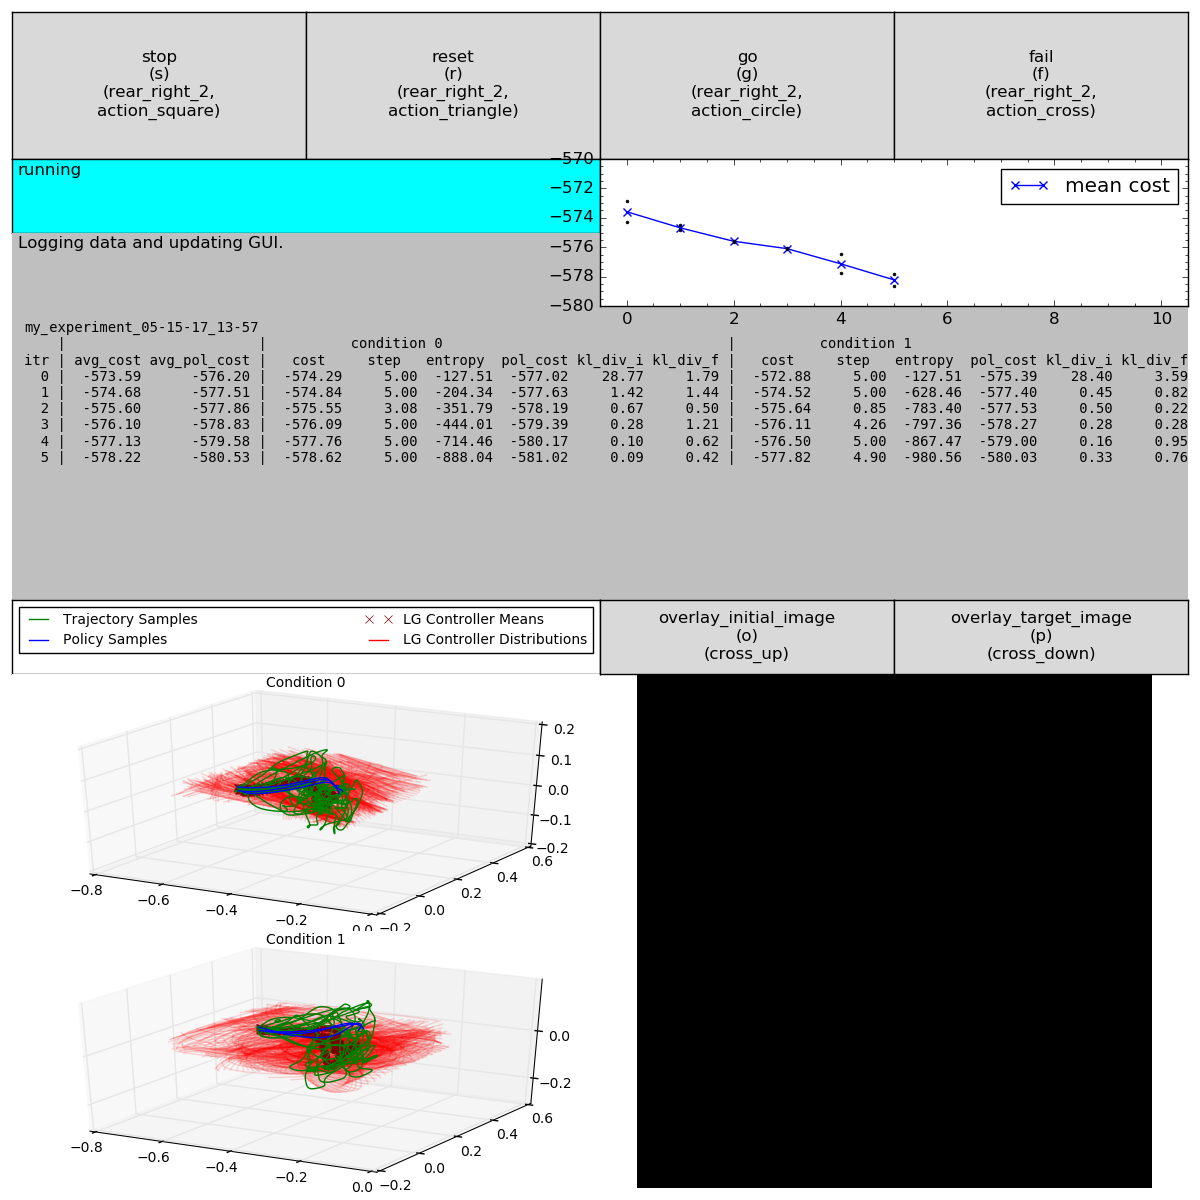 stop
(s)
(rear_right_2,
action_square)
reset
(r)
(rear_right_2,
action_triangle)
go
(g)
(rear_right_2,
action_circle)
fail
(f)
(rear_right_2,
action_cross)
running
Logging data and updating GUI.
−570
−572
−574
−576
−578
−580
mean cost
0 2 4 6 8 10
my_experiment_05-15-17_13-57
| | condition 0 | condition 1
itr | avg_cost avg_pol_cost | cost step entropy pol_cost kl_div_i kl_div_f | cost step entropy pol_cost kl_div_i kl_div_f
0 | -573.59 -576.20 | -574.29 5.00 -127.51 -577.02 28.77 1.79 | -572.88 5.00 -127.51 -575.39 28.40 3.59
1 | -574.68 -577.51 | -574.84 5.00 -204.34 -577.63 1.42 1.44 | -574.52 5.00 -628.46 -577.40 0.45 0.82
2 | -575.60 -577.86 | -575.55 3.08 -351.79 -578.19 0.67 0.50 | -575.64 0.85 -783.40 -577.53 0.50 0.22
3 | -576.10 -578.83 | -576.09 5.00 -444.01 -579.39 0.28 1.21 | -576.11 4.26 -797.36 -578.27 0.28 0.28
4 | -577.13 -579.58 | -577.76 5.00 -714.46 -580.17 0.10 0.62 | -576.50 5.00 -867.47 -579.00 0.16 0.95
5 | -578.22 -580.53 | -578.62 5.00 -888.04 -581.02 0.09 0.42 | -577.82 4.90 -980.56 -580.03 0.33 0.76
Trajectory Samples
Policy Samples
LG Controller Means
LG Controller Distributions
overlay_initial_image
(o)
(cross_up)
overlay_target_image
(p)
(cross_down)
Condition 0
0.2
0.1
0.0
−0.1
−0.2
0.6
0.4
0.2
0.0
−0.2
−0.8
−0.6
−0.4
−0.2
0.0
Condition 1
0.0
−0.2
0.6
0.4
0.2
0.0
−0.2
−0.8
−0.6
−0.4
−0.2
0.0